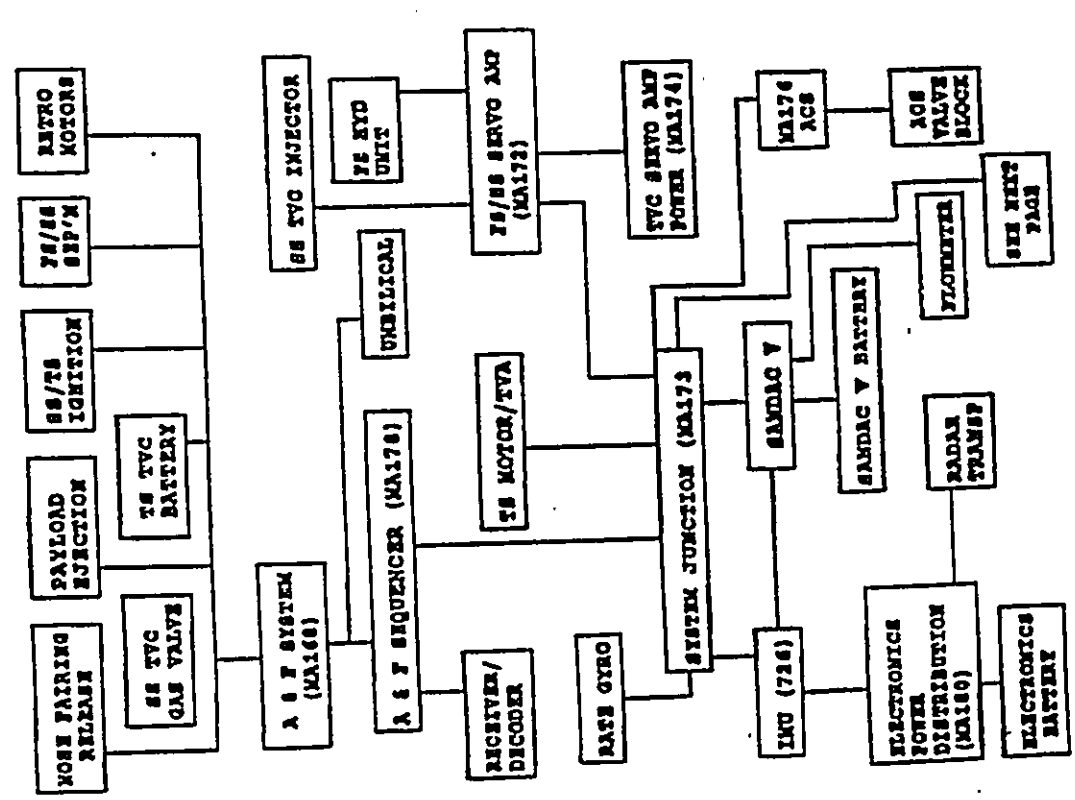 NOSE FAIRING
RELEASE
PAYLOAD
EJECTION
SS/TS
IGNITION
FS/SS
SEP'N
RETRO
MOTORS
SS TVC
GAS VALVE
TS TVC
BATTERY
A & F SYSTEM
(MA168)
SS TVC INJECTOR
UMBILICAL
FS HYD
UNIT
A & F SEQUENCER (MA178)
RECEIVER/
DECODER
TS MOTOR/TVA
FS/SS SERVO AMP
(MA172)
RATE GYRO
TVC SERVO AMP
POWER (MA174)
SYSTEM JUNCTION (MA173
IMU (728)
SANDAC V
MA176
ACS
SANDAC V BATTERY
ELECTRONICS
POWER
DISTRIBUTION
(MA180)
RADAR
TRANSP
FLOWMETER
ACS
VALVE
BLOCK
ELECTRONICS
BATTERY
SEE NEXT
PAGE